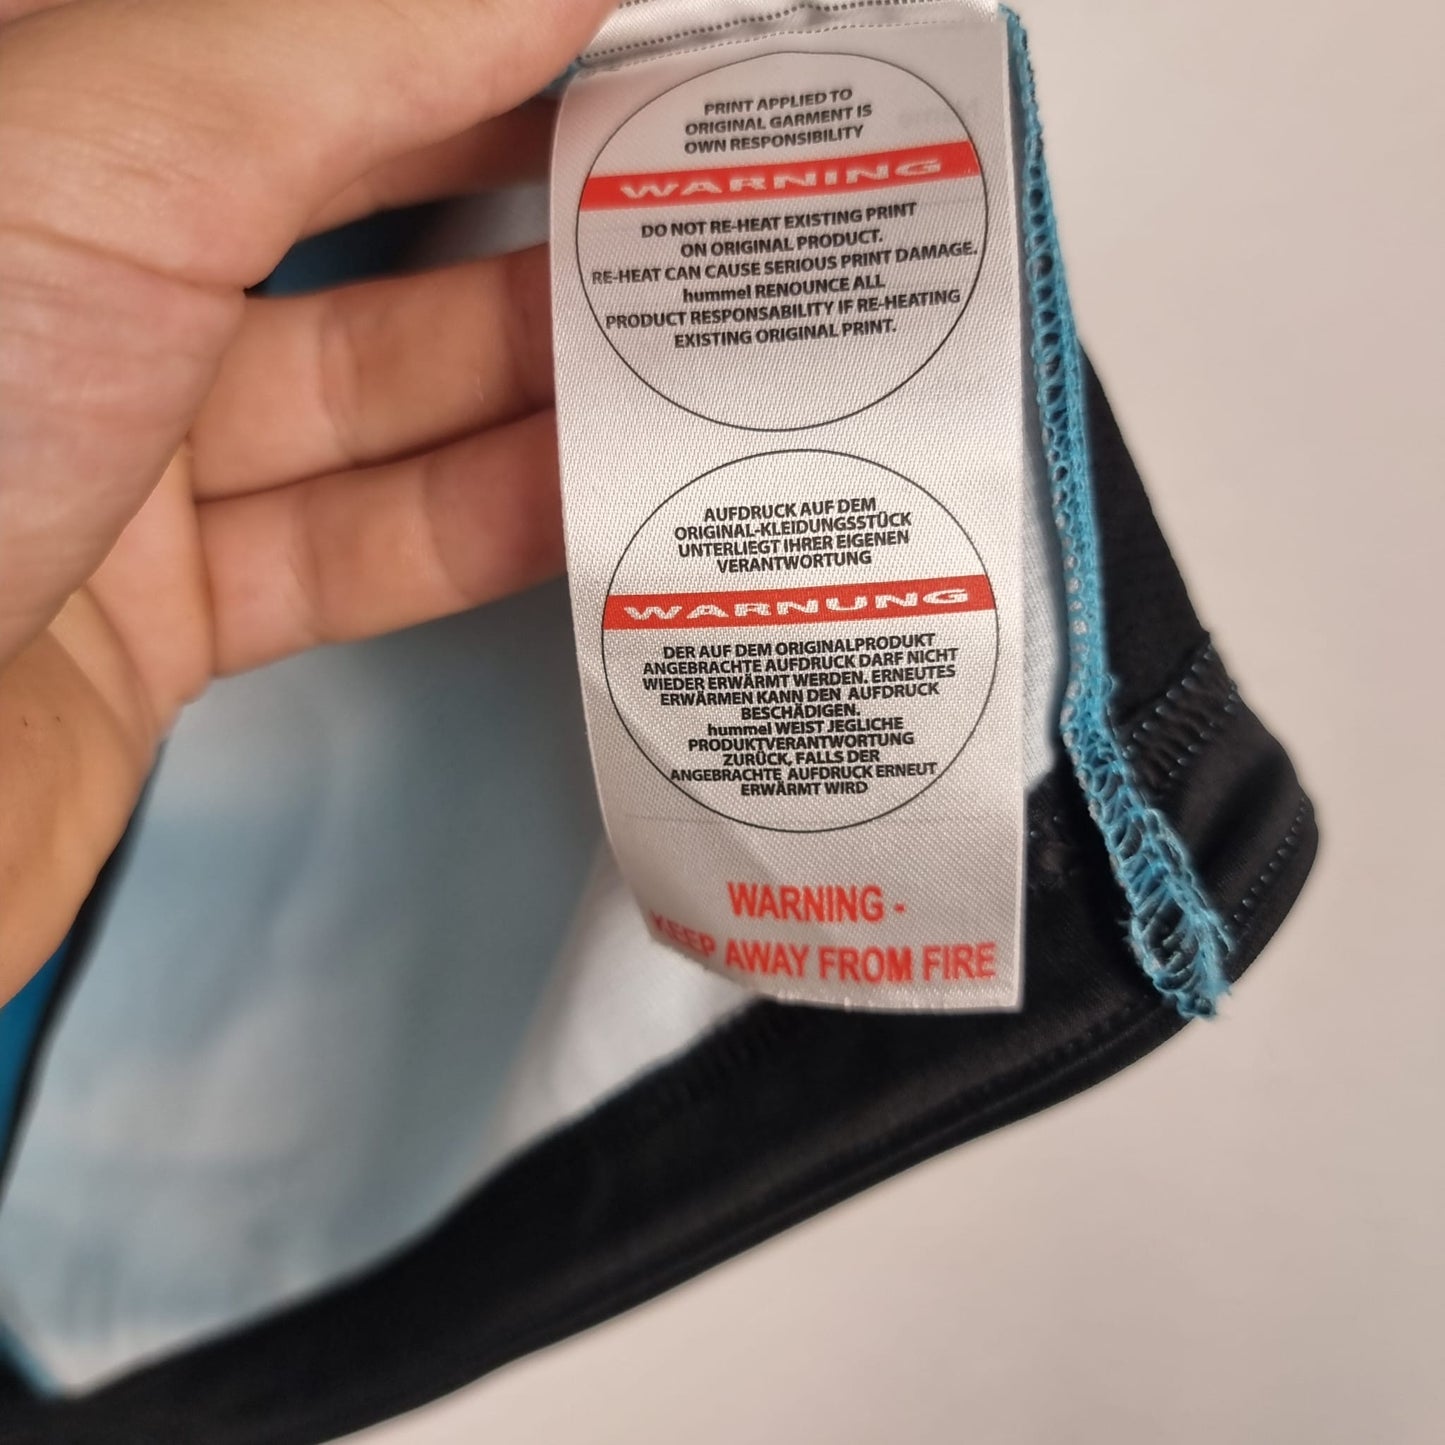 PRINT APPLIED TO
ORIGINAL GARMENT IS
OWN RESPONSIBILITY
WARNING
DO NOT RE-HEAT EXISTING PRINT
ON ORIGINAL PRODUCT.
RE-HEAT CAN CAUSE SERIOUS PRINT DAMAGE.
hummel RENOUNCE ALL
PRODUCT RESPONSABILITY IF RE-HEATING
EXISTING ORIGINAL PRINT.
AUFDRUCK AUF DEM
ORIGINAL-KLEIDUNGSSTÜCK
UNTERLIEGT IHRER EIGENEN
VERANTWORTUNG
WARNUNG
DER AUF DEM ORIGINALPRODUKT
ANGEBRACHTE AUFDRUCK DARF NICHT
WIEDER ERWÄRMT WERDEN. ERNEUTES
ERWÄRMEN KANN DEN AUFDRUCK
BESCHÄDIGEN.
hummel WEIST JEGLICHE
PRODUKTVERANTWORTUNG
ZURÜCK, FALLS DER
ANGEBRACHTE AUFDRUCK ERNEUT
ERWÄRMT WIRD
WARNING -
KEEP AWAY FROM FIRE